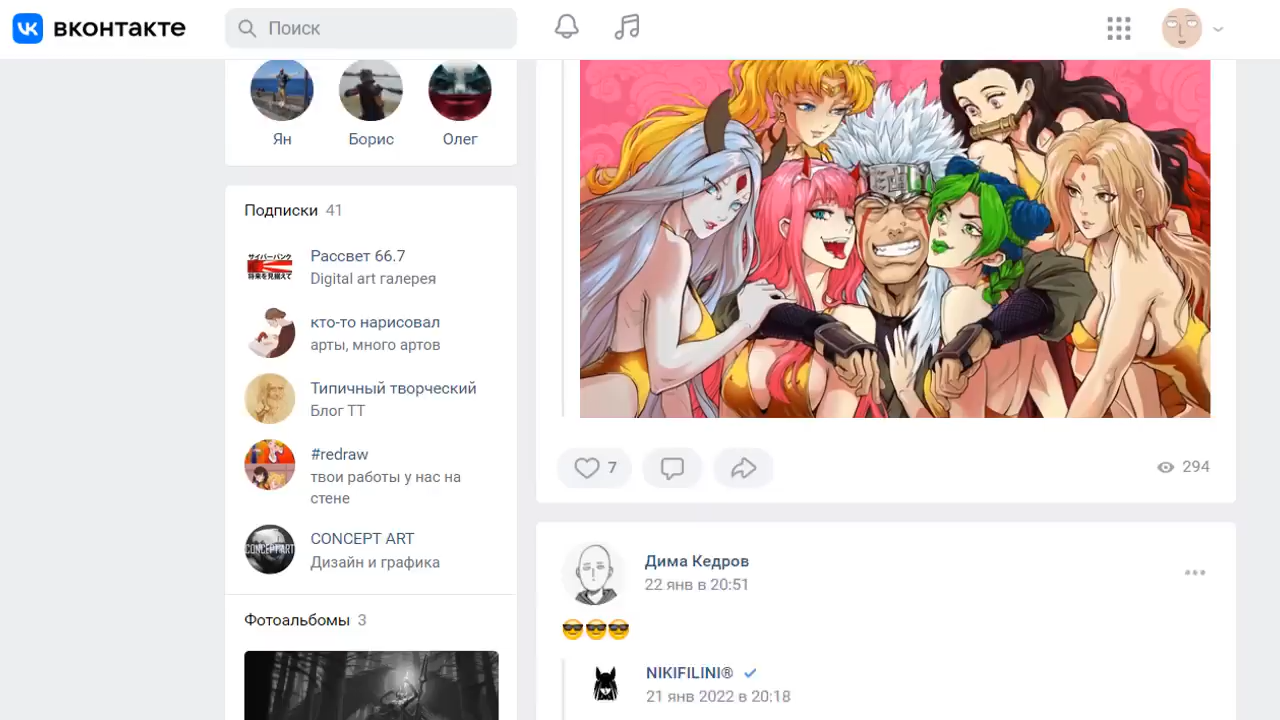 вконтакте
Поиск
Ян
Борис
Олег
Подписки 41
Рассвет 66.7
Digital art галерея
кто-то нарисовал
арты, много артов
Типичный творческий
Блог ТТ
#redraw
твои работы у нас на
стене
CONCEPT ART
Дизайн и графика
Фотоальбомы 3
7
294
Дима Кедров
22 янв в 20:51
NIKIFILINI®
21 янв 2022 в 20:18